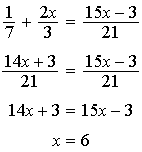 1/7 + 2x/3 = 15x − 3/21
14x + 3/21 = 15x − 3/21
14x + 3 = 15x − 3
x = 6